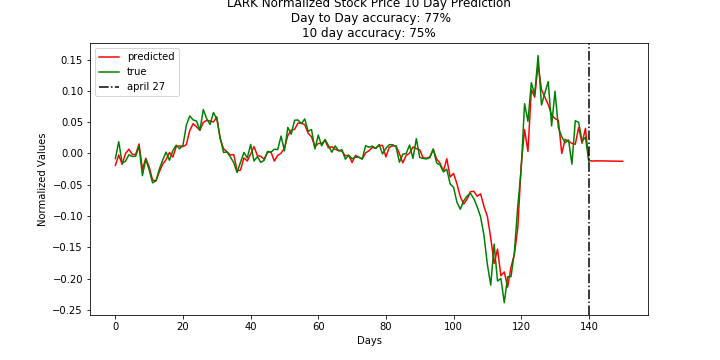 LARK Normalized Stock Price 10 Day Prediction
Day to Day accuracy: 77%
10 day accuracy: 75%
predicted
true
april 27
Normalized Values
0.15
0.10
0.05
0.00
−0.05
−0.10
−0.15
−0.20
−0.25
0 20 40 60 80 100 120 140
Days